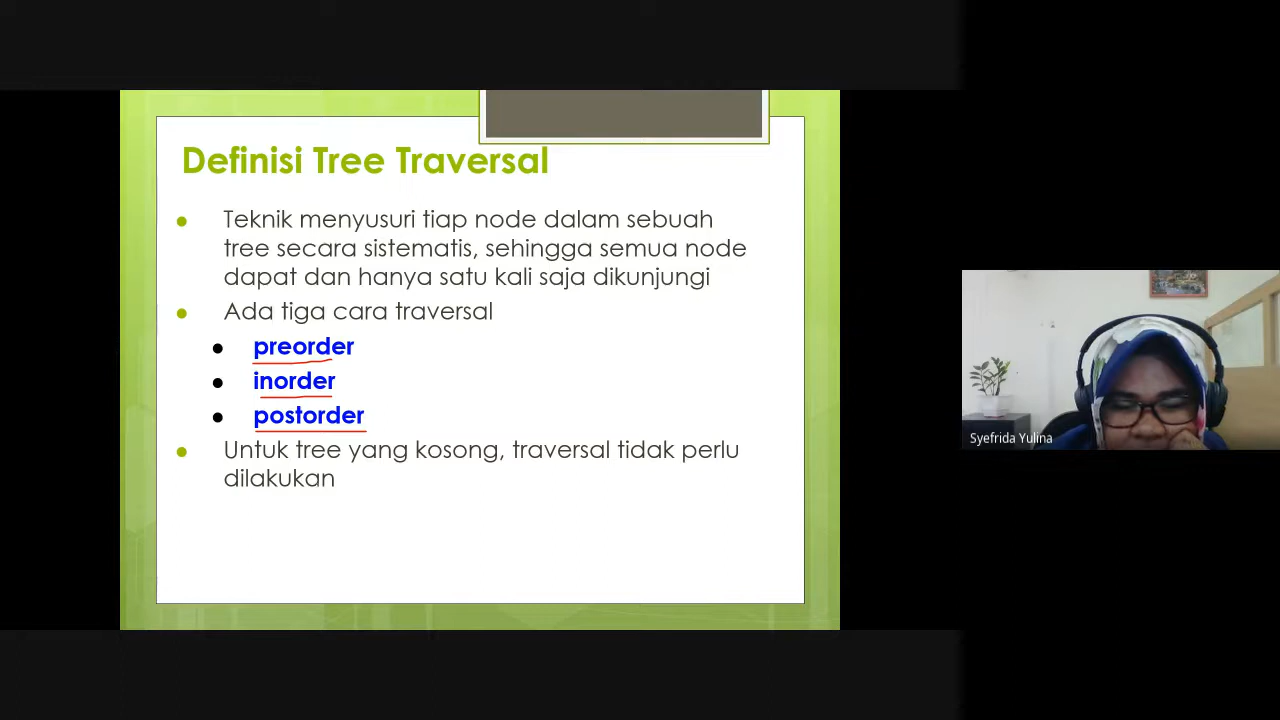 Definisi Tree Traversal
● Teknik menyusuri tiap node dalam sebuah
tree secara sistematis, sehingga semua node
dapat dan hanya satu kali saja dikunjungi
● Ada tiga cara traversal
● preorder
● inorder
● postorder
● Untuk tree yang kosong, traversal tidak perlu
dilakukan
Syefrida Yulina